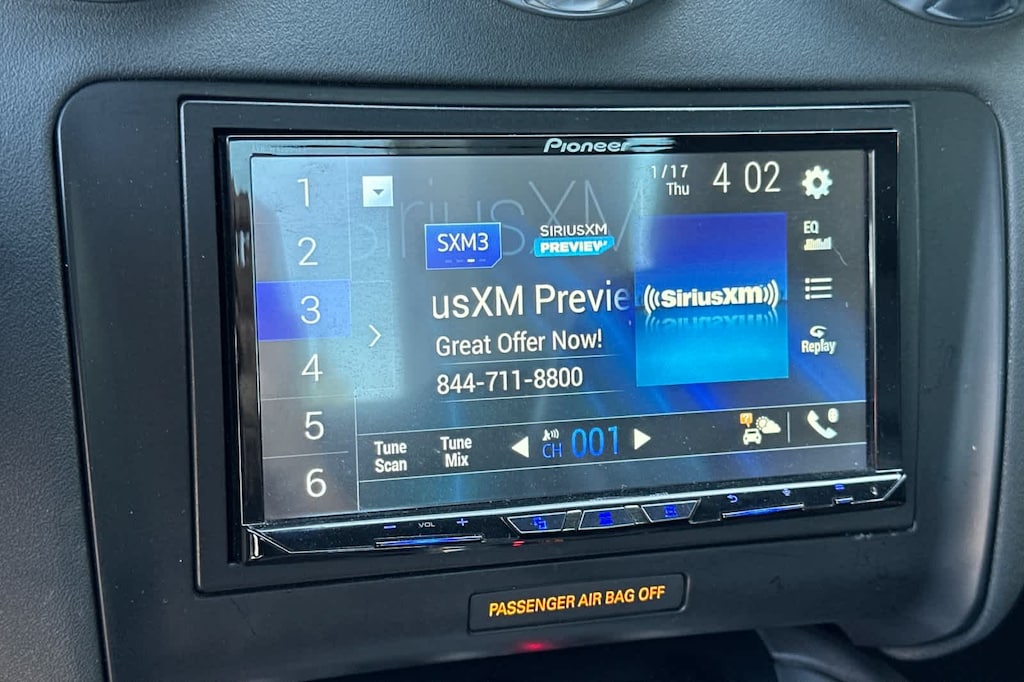 Pioneer
1
2
3
4
5
6
SiriusXM
1/17
Thu
4 02
SXM3
SIRIUSXM
PREVIEW
usXM Previe
Great Offer Now!
844-711-8800
SiriusXM
EQ
Replay
Tune
Scan
Tune
Mix
CH 001
VOL
PASSENGER AIR BAG OFF